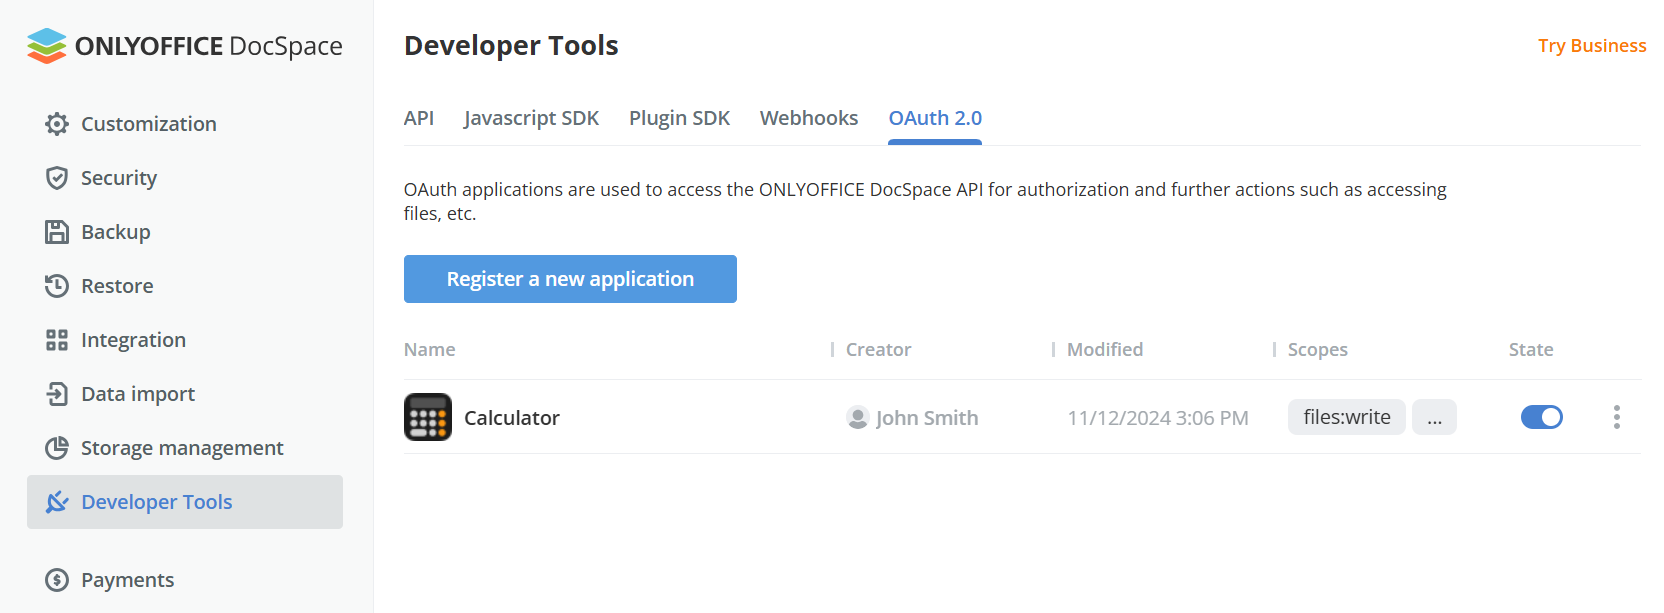 ONLYOFFICE DocSpace
Customization
Security
Backup
Restore
Integration
Data import
Storage management
Developer Tools
Payments
Developer Tools
Try Business
API Javascript SDK Plugin SDK Webhooks OAuth 2.0
OAuth applications are used to access the ONLYOFFICE DocSpace API for authorization and further actions such as accessing
files, etc.
Register a new application
Name Creator Modified Scopes State
Calculator John Smith 11/12/2024 3:06 PM files:write ...